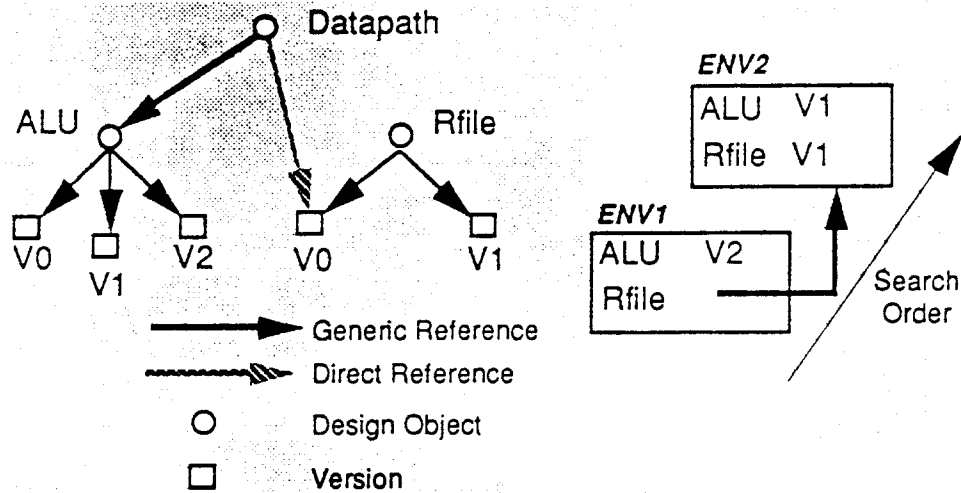 Datapath
ALU
Rfile
V0
V1
V2
V0
V1
Generic Reference
Direct Reference
Design Object
Version
ENV2
ALU V1
Rfile V1
ENV1
ALU V2
Rfile
Search
Order